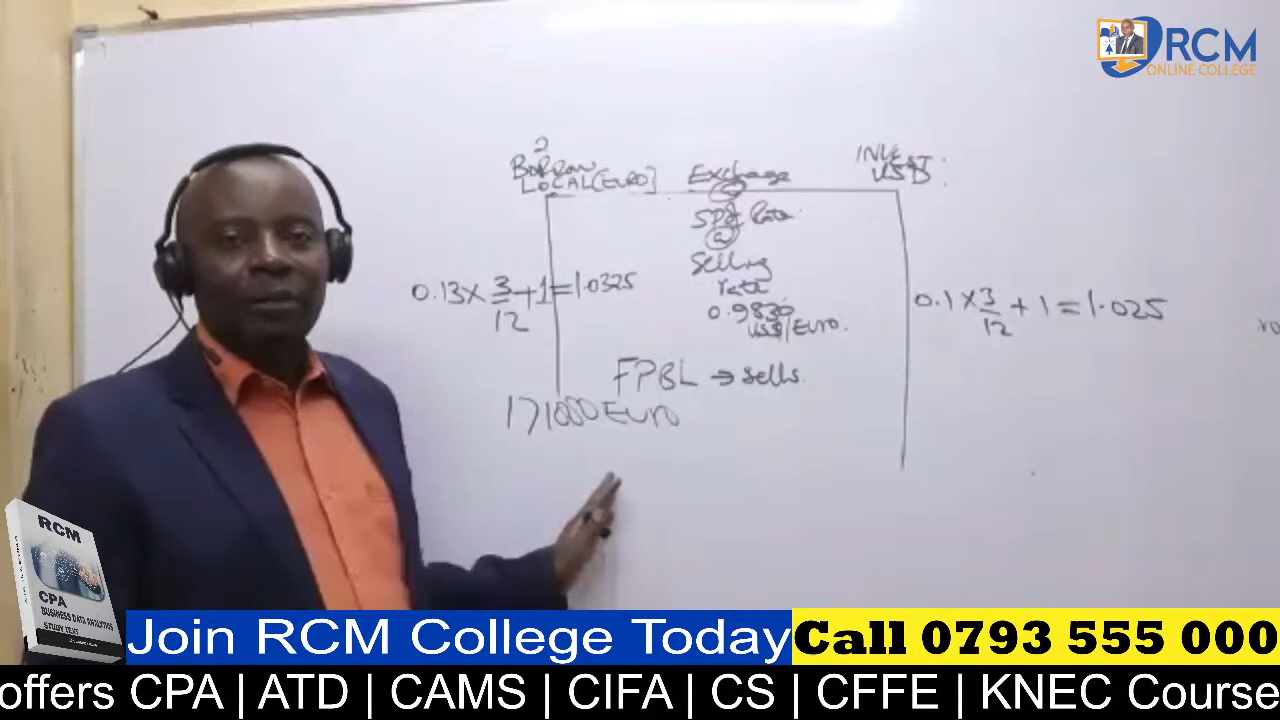 RCM
ONLINE COLLEGE
2
BORROW
LOCAL [EURO]
Exchange
INVEST
USD
@
Spot Rate
@
Selling
rate
0.9830
US$/EURO.
0.13 × 3/12 + 1 = 1.0325
0.1 × 3/12 + 1 = 1.025
FPBL → sells.
171000 EURO
RCM
CPA
BUSINESS DATA ANALYTICS
STUDY TEXT
Join RCM College Today
Call 0793 555 000
offers CPA | ATD | CAMS | CIFA | CS | CFFE | KNEC Course